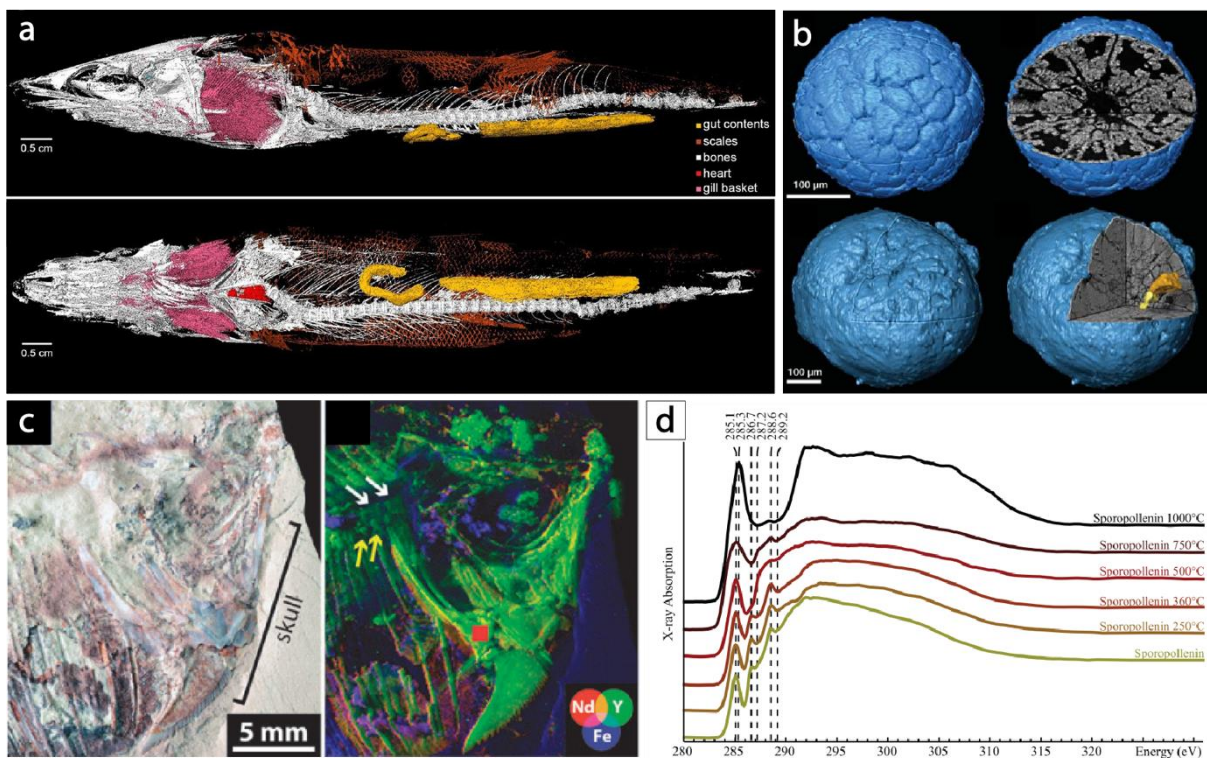 a
0.5 cm
gut contents
scales
bones
heart
gill basket
0.5 cm
b
100 µm
100 µm
c
skull
5 mm
Nd
Y
Fe
d
285.1
285.3
286.7
287.2
288.6
289.2
X-ray Absorption
Sporopollenin 1000°C
Sporopollenin 750°C
Sporopollenin 500°C
Sporopollenin 360°C
Sporopollenin 250°C
Sporopollenin
280 285 290 295 300 305 310 315 320 Energy (eV)